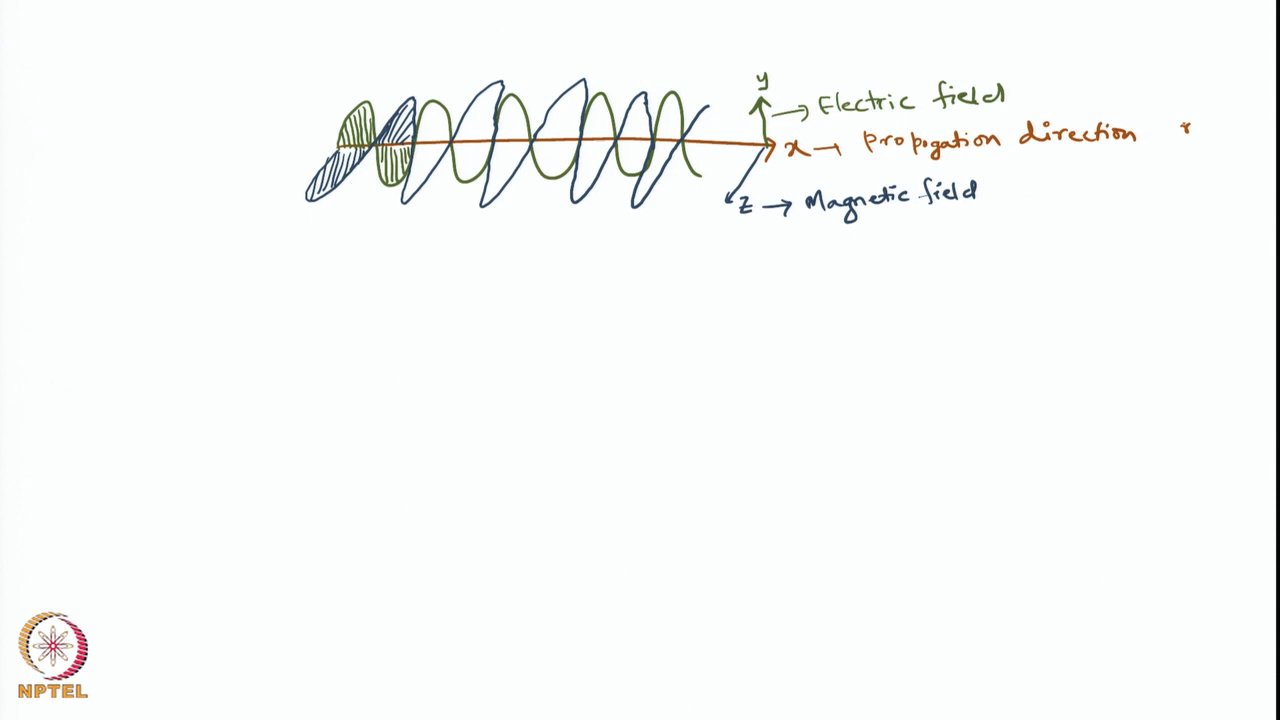 y → Electric field
x → Propogation direction
z → Magnetic field
NPTEL